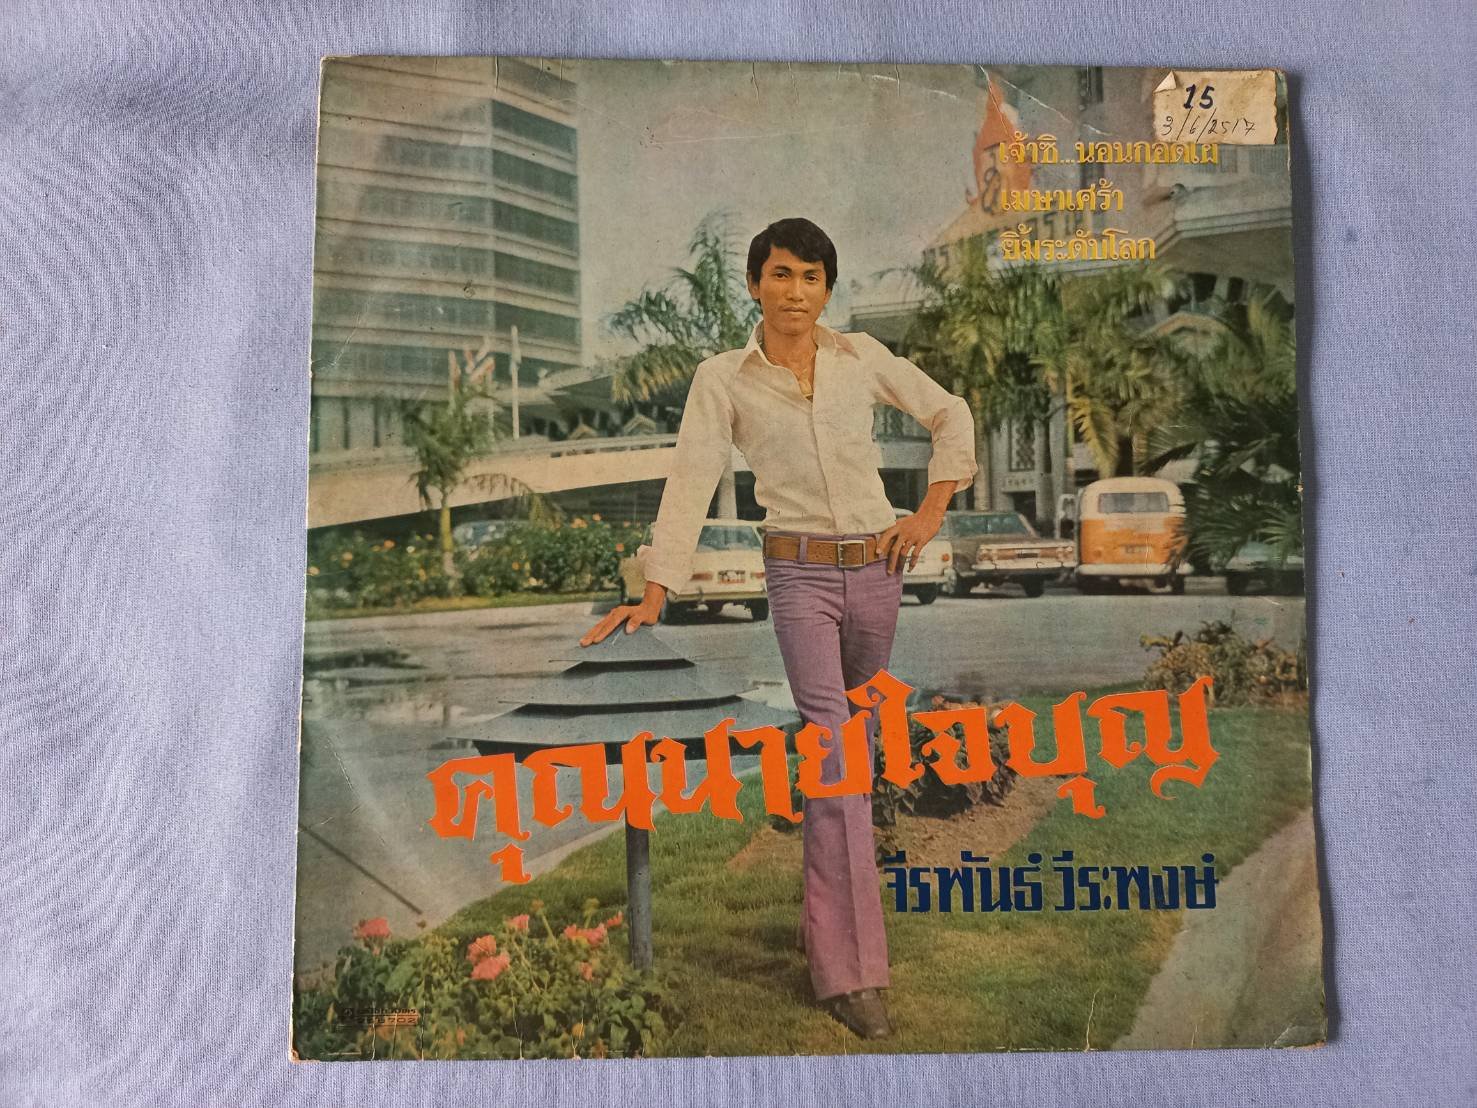 15
3/6/2517
เจ้าชิ...นอนกอดเผ
เมษาเศร้า
ยิ้มระดับโลก
คุณนายใจบุญ
จีรพันธ์ วีระพงษ์